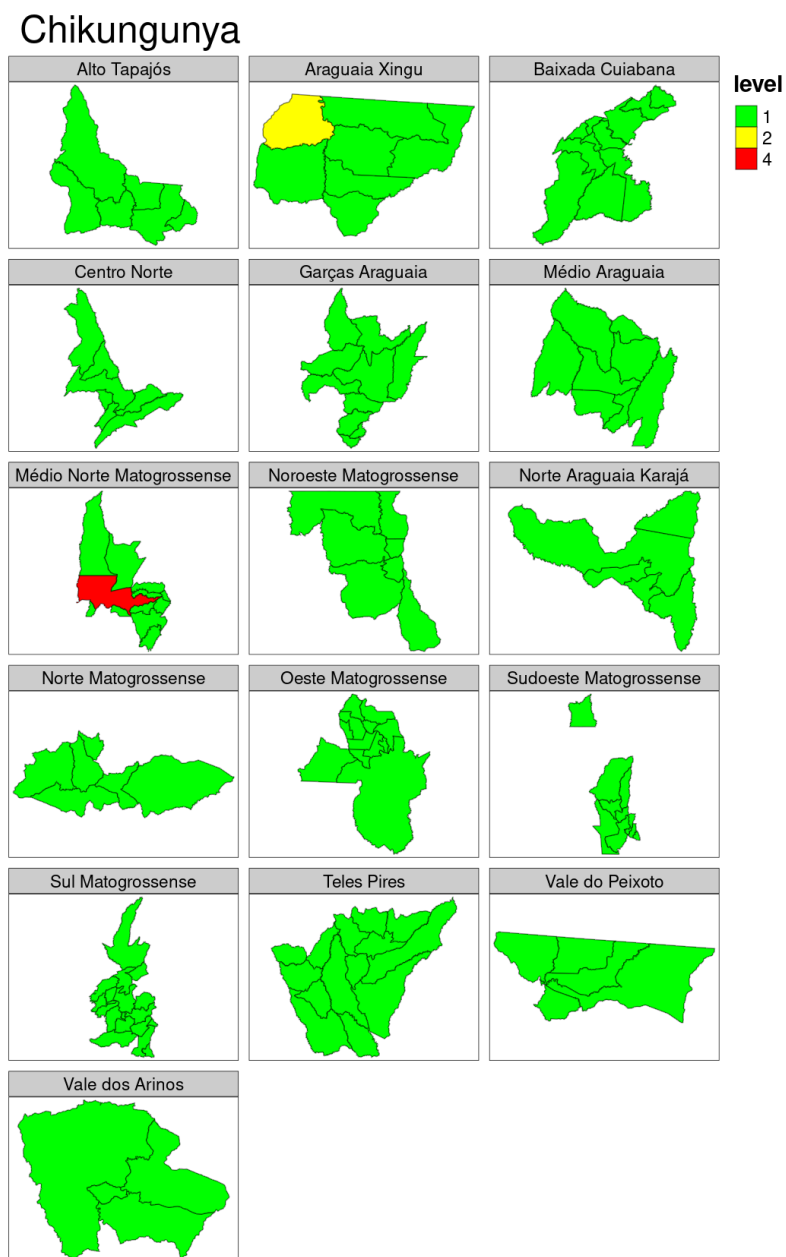 Chikungunya
Alto Tapajós
Araguaia Xingu
Baixada Cuiabana
level
1
2
4
Centro Norte
Garças Araguaia
Médio Araguaia
Médio Norte Matogrossense
Noroeste Matogrossense
Norte Araguaia Karajá
Norte Matogrossense
Oeste Matogrossense
Sudoeste Matogrossense
Sul Matogrossense
Teles Pires
Vale do Peixoto
Vale dos Arinos